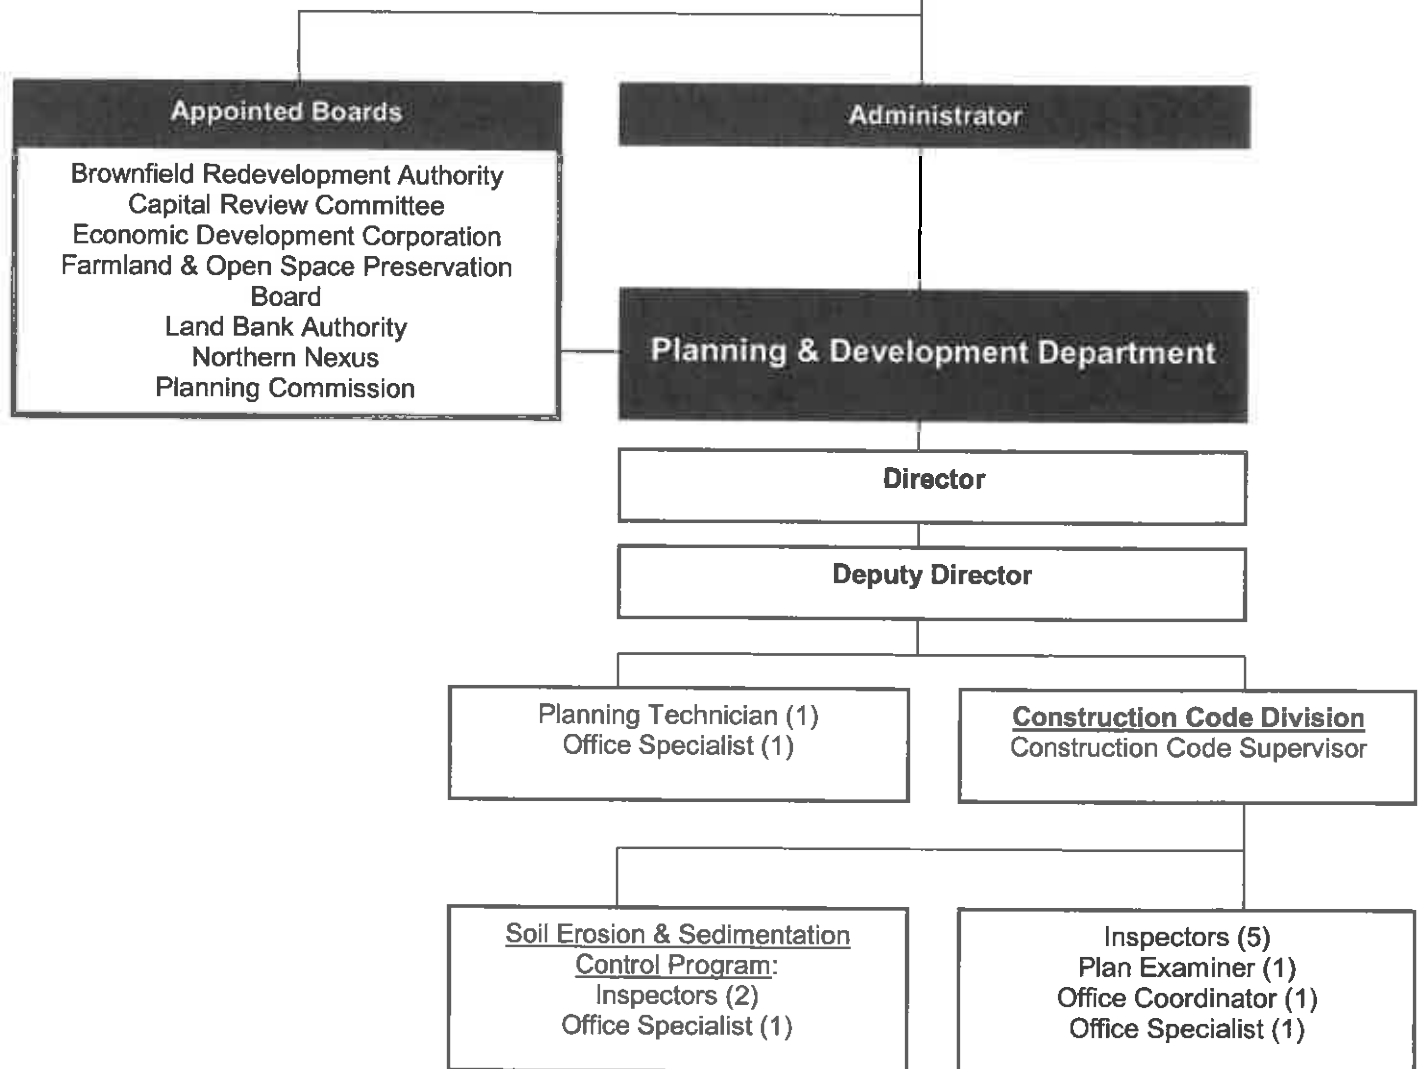 Appointed Boards
Brownfield Redevelopment Authority
Capital Review Committee
Economic Development Corporation
Farmland & Open Space Preservation
Board
Land Bank Authority
Northern Nexus
Planning Commission
Administrator
Planning & Development Department
Director
Deputy Director
Planning Technician (1)
Office Specialist (1)
Construction Code Division
Construction Code Supervisor
Soil Erosion & Sedimentation
Control Program:
Inspectors (2)
Office Specialist (1)
Inspectors (5)
Plan Examiner (1)
Office Coordinator (1)
Office Specialist (1)